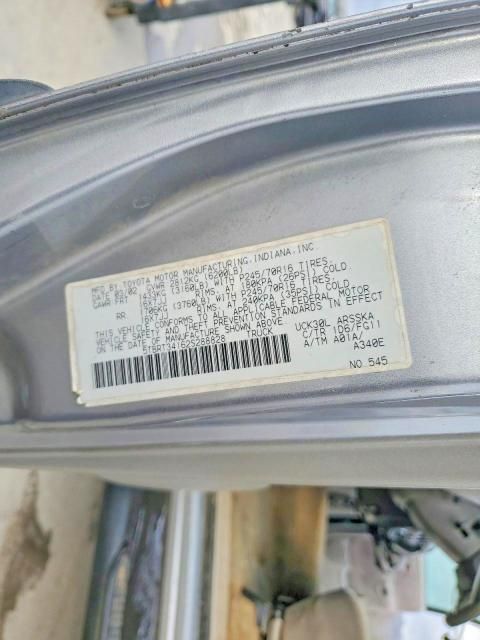 MFD BY TOYOTA MOTOR MANUFACTURING.INDIANA.INC
DATE 03/02 GVWR 2812KG (6200LB)
GAWR FRT 1433KG (3160LB) WITH P245/70R16 TIRES.
16X7JJ RIMS, AT 180KPA (26PSI) COLD
RR. 1706KG (3760LB) WITH P245/70R16 TIRES.
16X7JJ RIMS, AT 240KPA (35PSI) COLD
THIS VEHICLE CONFORMS TO ALL APPLICABLE FEDERAL MOTOR
VEHICLE SAFETY AND THEFT PREVENTION STANDARDS IN EFFECT
ON THE DATE OF MANUFACTURE SHOWN ABOVE.
5TBRT34152S288828 TRUCK
UCK30L ARSSKA
C/TR 1D6/FG11
A/TM A01A/
A340E
NO 545